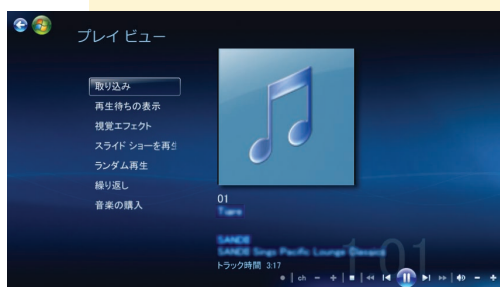 プレイ ビュー
取り込み
再生待ちの表示
視覚エフェクト
スライド ショーを再生
ランダム再生
繰り返し
音楽の購入
01
Tiare
SANDII
SANDII Sings Pacific Lounge Classics
トラック時間 3:17
1:01
ch